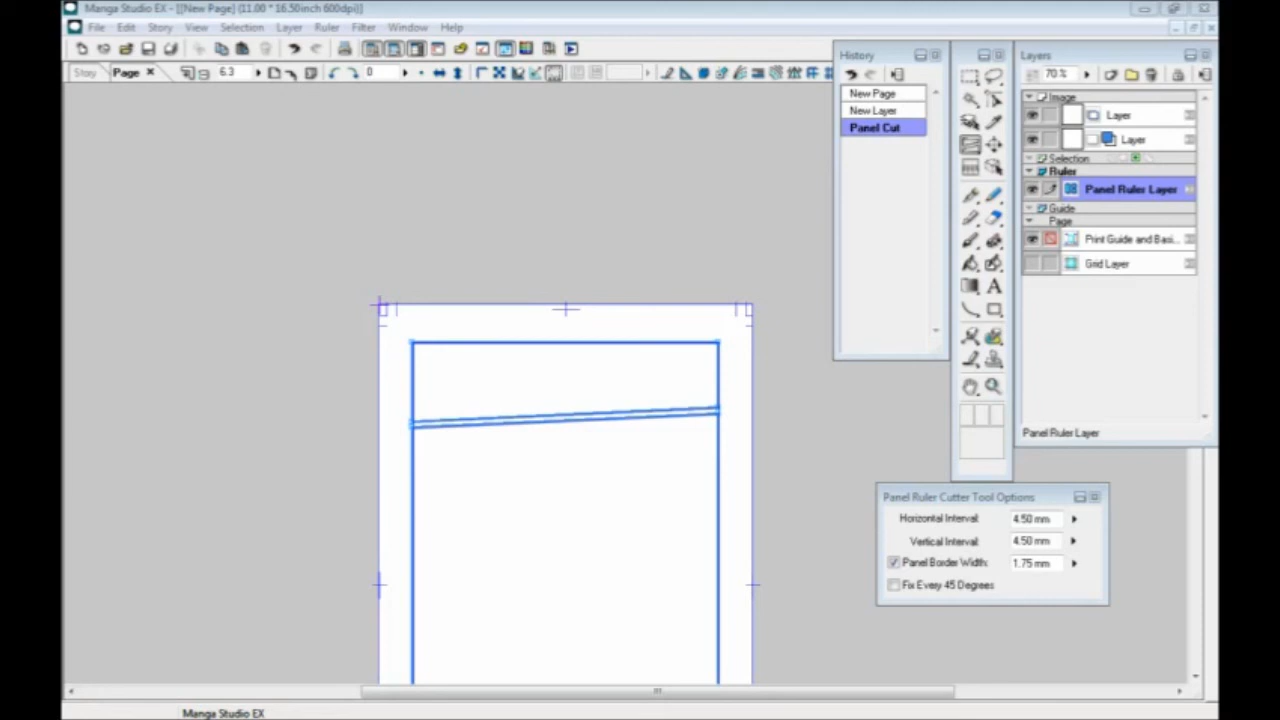 Manga Studio EX - [[New Page] (11.00 * 16.50inch 600dpi)]
File Edit Story View Selection Layer Ruler Filter Window Help
Story Page 6.3 0
History
New Page
New Layer
Panel Cut
Layers
70 %
Image
Layer
Layer
Selection
Ruler
Panel Ruler Layer
Guide
Page
Print Guide and Basi...
Grid Layer
Panel Ruler Layer
Panel Ruler Cutter Tool Options
Horizontal Interval: 4.50 mm
Vertical Interval: 4.50 mm
Panel Border Width: 1.75 mm
Fix Every 45 Degrees
Manga Studio EX